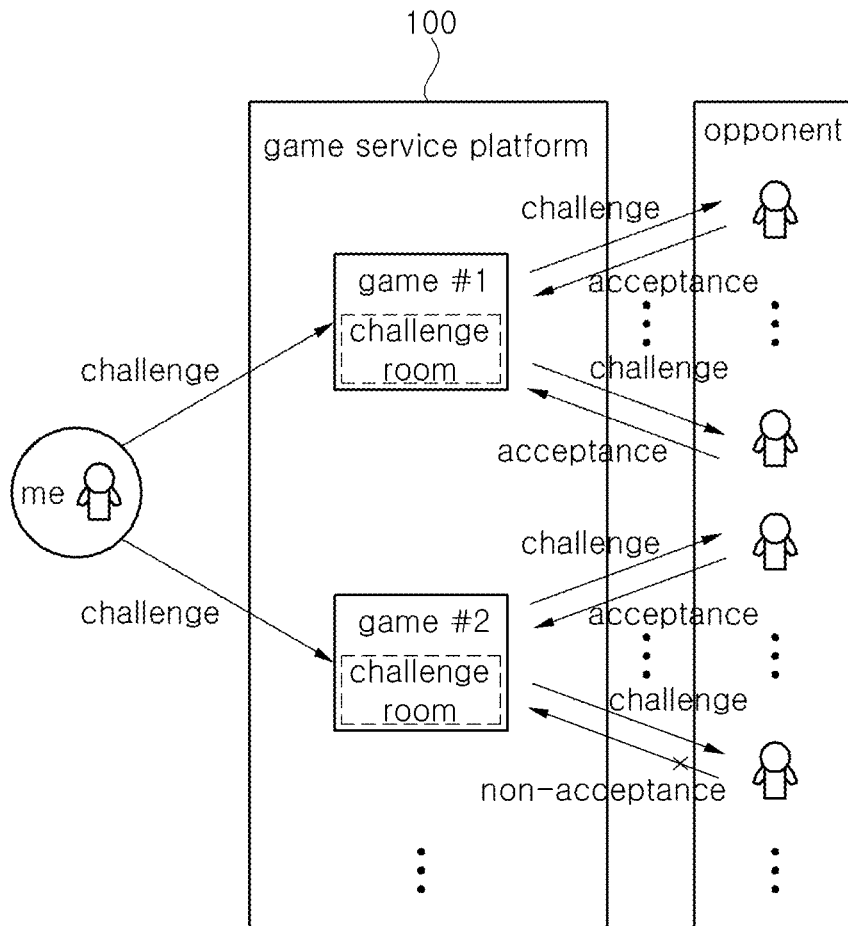 100
game service platform
opponent
challenge
game #1
acceptance
challenge
room
challenge
challenge
acceptance
me
challenge
challenge
game #2
acceptance
challenge
room
challenge
non-acceptance